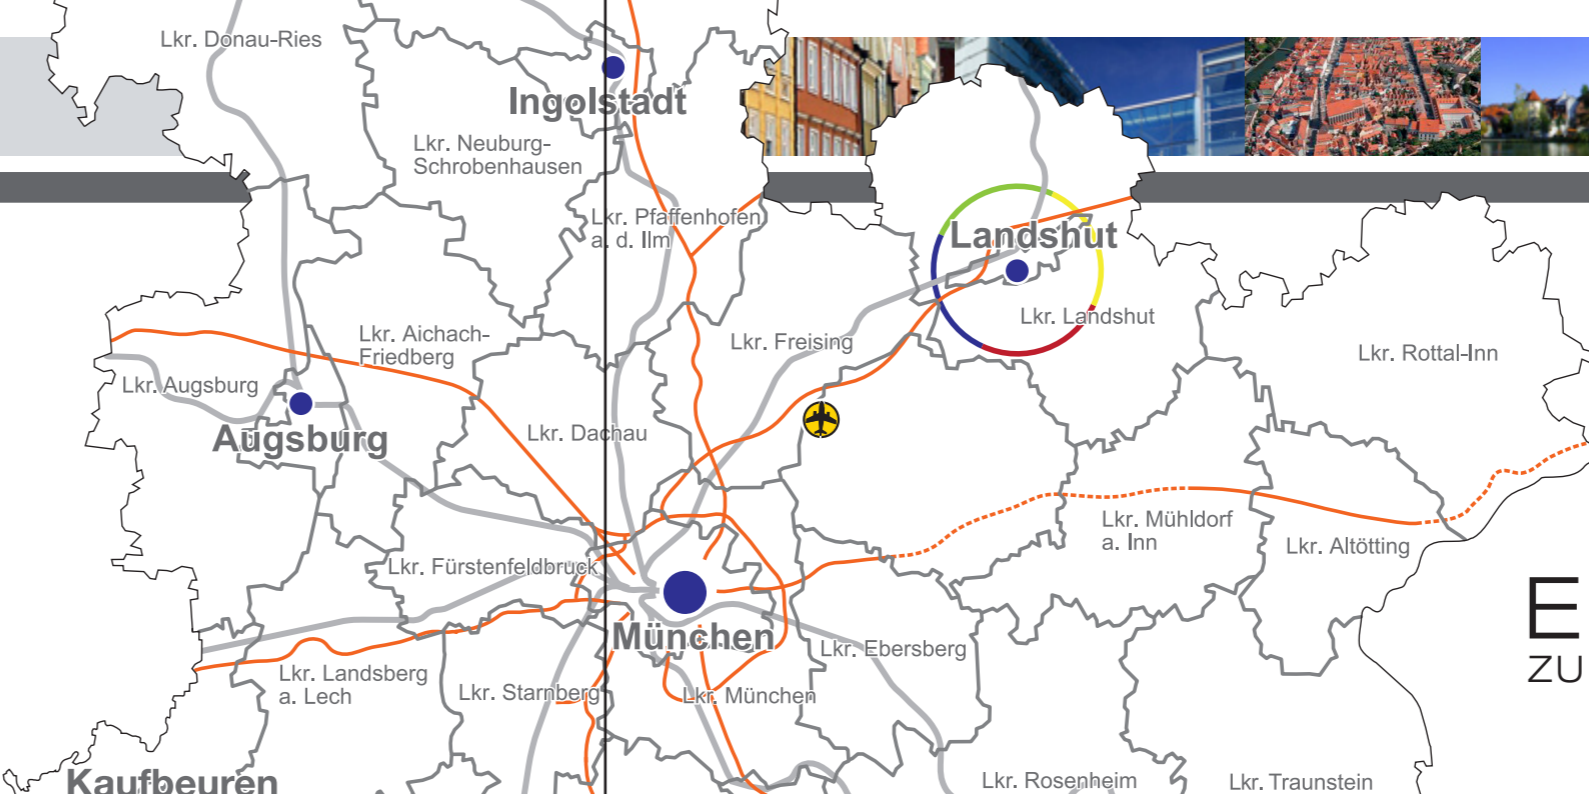 Lkr. Donau-Ries
Ingolstadt
Lkr. Neuburg-
Schrobenhausen
Lkr. Pfaffenhofen
a. d. Ilm
Landshut
Lkr. Landshut
Lkr. Aichach-
Friedberg
Lkr. Freising
Lkr. Rottal-Inn
Lkr. Augsburg
Augsburg
Lkr. Dachau
Lkr. Mühldorf
a. Inn
Lkr. Altötting
Lkr. Fürstenfeldbruck
E
ZU
München
Lkr. Ebersberg
Lkr. Landsberg
a. Lech
Lkr. Starnberg
Lkr. München
Kaufbeuren
Lkr. Rosenheim
Lkr. Traunstein